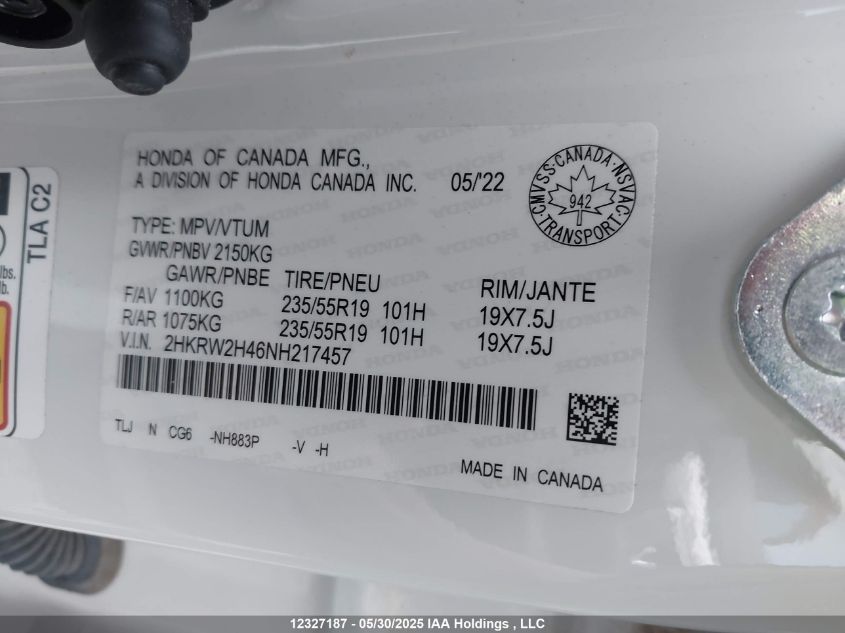 HONDA OF CANADA MFG.,
A DIVISION OF HONDA CANADA INC. 05/'22
CMVSS·CANADA·NSVAC
942
TRANSPORT
TYPE: MPV/VTUM
GVWR/PNBV 2150KG
GAWR/PNBE TIRE/PNEU RIM/JANTE
F/AV 1100KG 235/55R19 101H 19X7.5J
R/AR 1075KG 235/55R19 101H 19X7.5J
V.I.N. 2HKRW2H46NH217457
TLJ N CG6 -NH883P -V -H
MADE IN CANADA
TLA C2
lbs.
lb.
12327187 - 05/30/2025 IAA Holdings , LLC